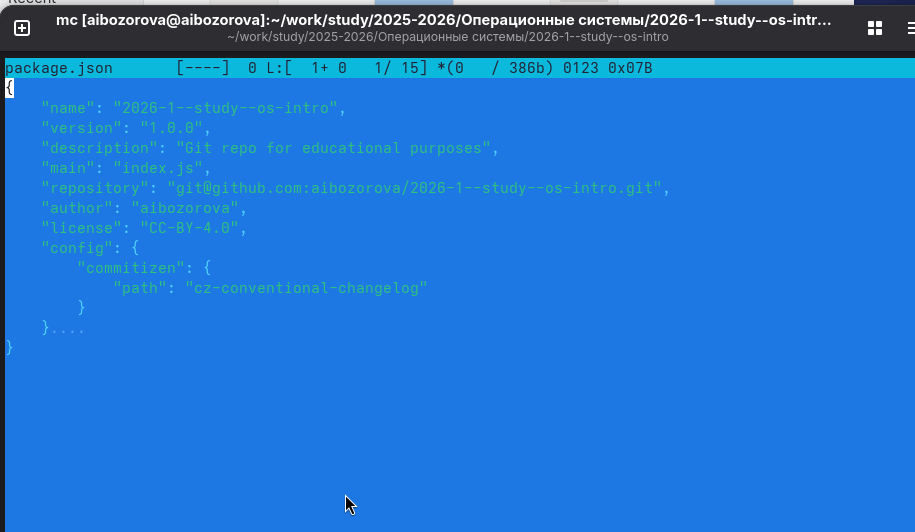 Recent
mc [aibozorova@aibozorova]:~/work/study/2025-2026/Операционные системы/2026-1--study--os-intr...
~/work/study/2025-2026/Операционные системы/2026-1--study--os-intro
package.json       [----]  0 L:[  1+ 0   1/ 15] *(0   / 386b) 0123 0x07B
{
    "name": "2026-1--study--os-intro",
    "version": "1.0.0",
    "description": "Git repo for educational purposes",
    "main": "index.js",
    "repository": "git@github.com:aibozorova/2026-1--study--os-intro.git",
    "author": "aibozorova",
    "license": "CC-BY-4.0",
    "config": {
        "commitizen": {
            "path": "cz-conventional-changelog"
        }
    }....
}